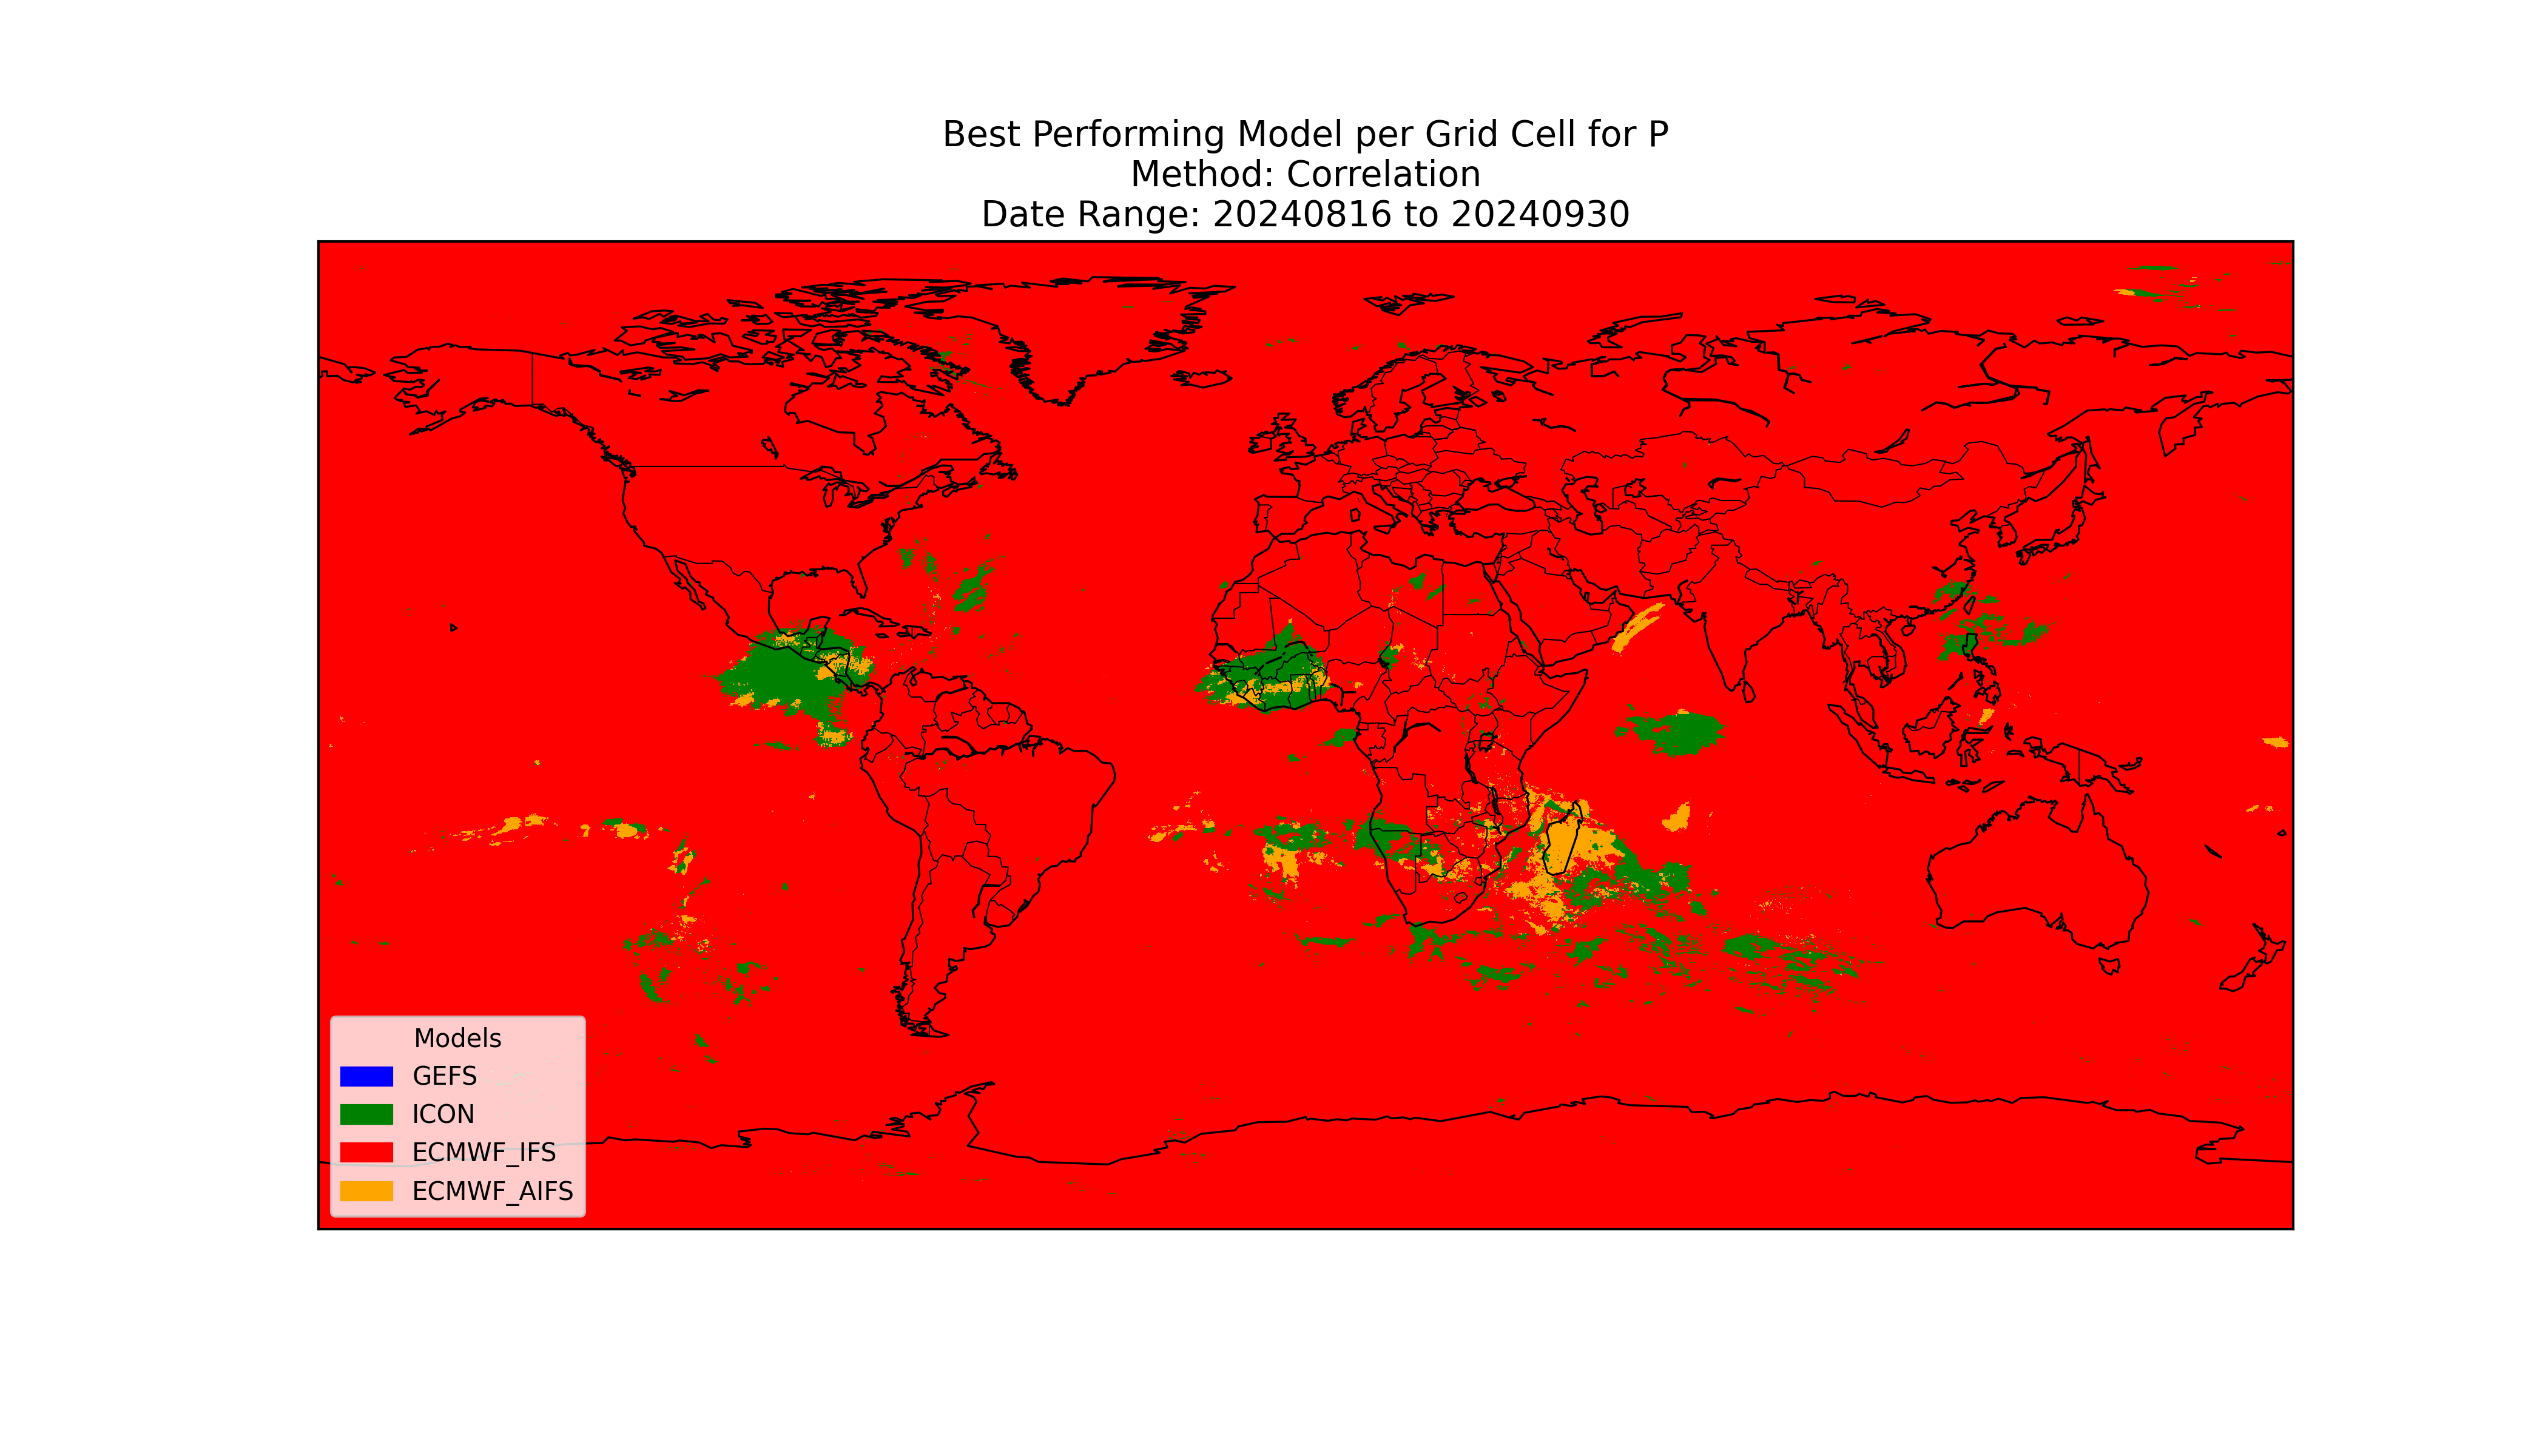 Best Performing Model per Grid Cell for P
Method: Correlation
Date Range: 20240816 to 20240930
Models
GEFS
ICON
ECMWF_IFS
ECMWF_AIFS